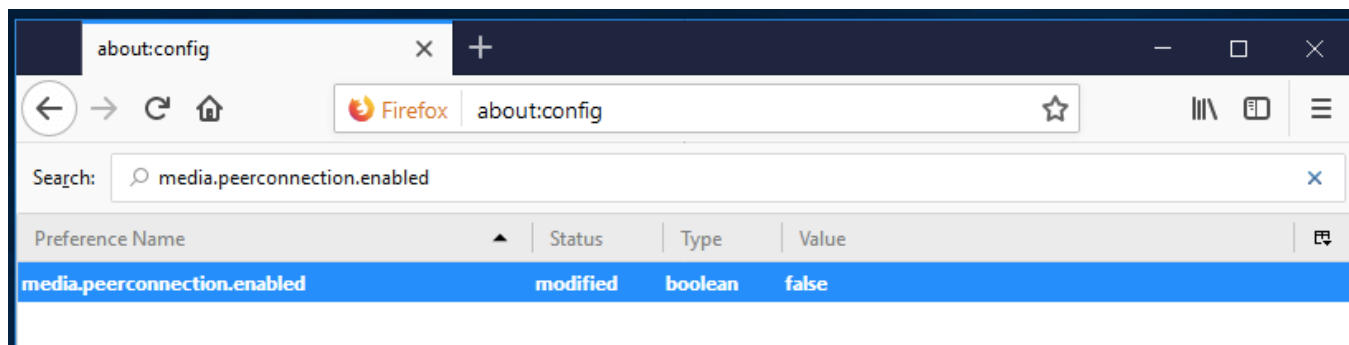 about:config
Firefox about:config
Search: media.peerconnection.enabled
Preference Name Status Type Value
media.peerconnection.enabled modified boolean false